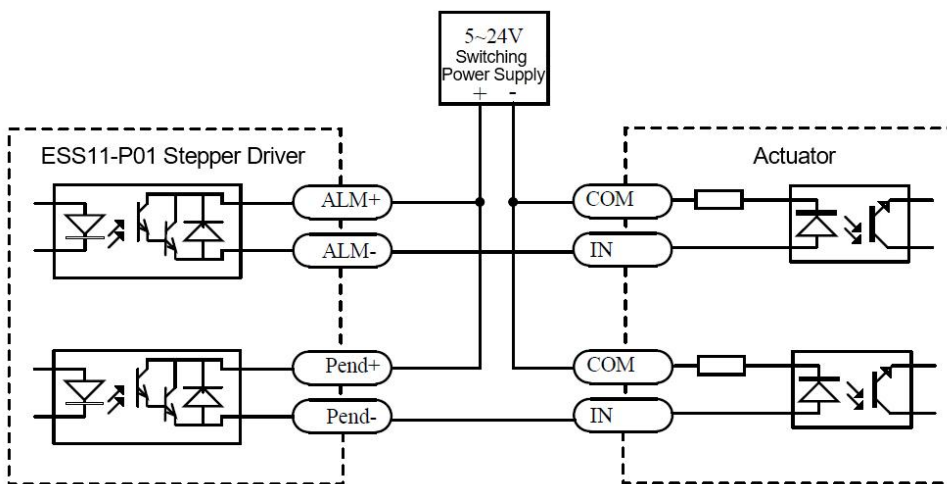 5~24V
Switching
Power Supply
+ -
ESS11-P01 Stepper Driver
Actuator
ALM+
COM
ALM-
IN
Pend+
COM
Pend-
IN